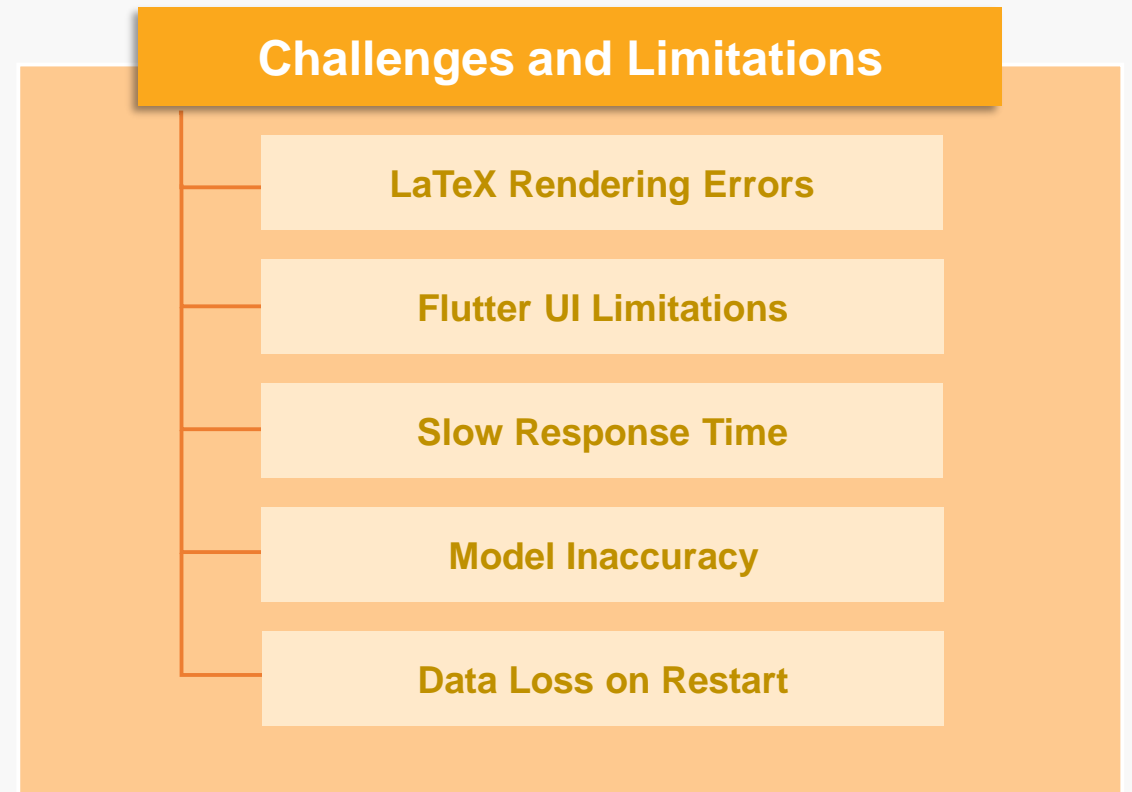 Challenges and Limitations
LaTeX Rendering Errors
Flutter UI Limitations
Slow Response Time
Model Inaccuracy
Data Loss on Restart